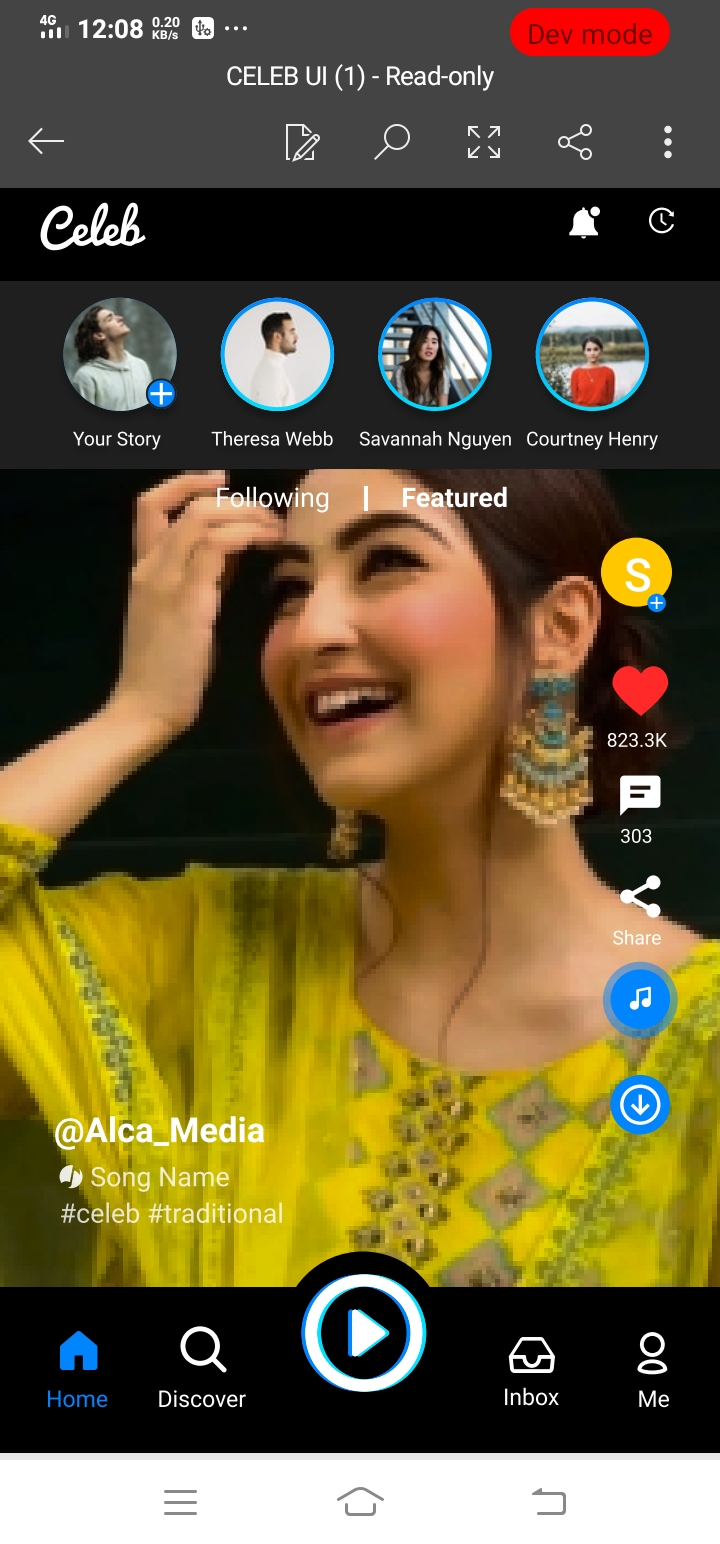 4G 12:08 0.20 KB/s ...
Dev mode
CELEB UI (1) - Read-only
Celeb
Your Story Theresa Webb Savannah Nguyen Courtney Henry
Following | Featured
S
823.3K
303
Share
@Alca_Media
Song Name
#celeb #traditional
Home Discover Inbox Me